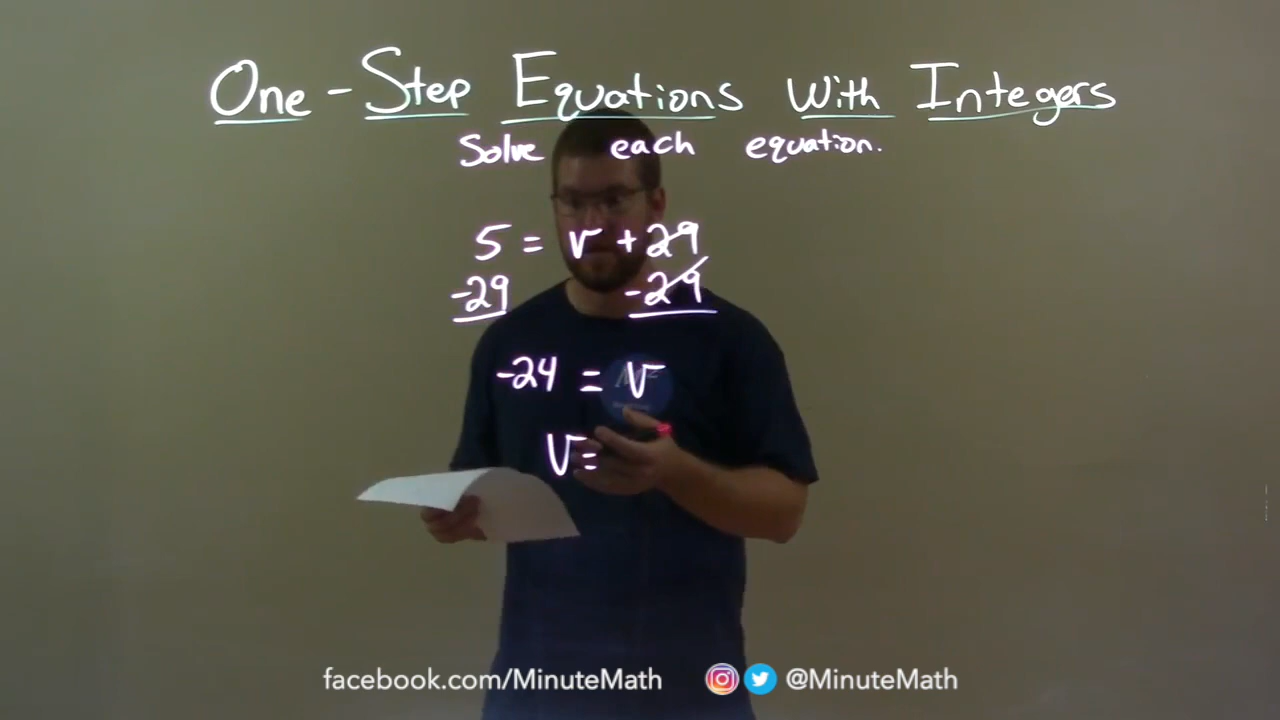 One-Step Equations With Integers
Solve each equation.
5 = v + 29
-29 -29
-24 = v
v =
facebook.com/MinuteMath @MinuteMath